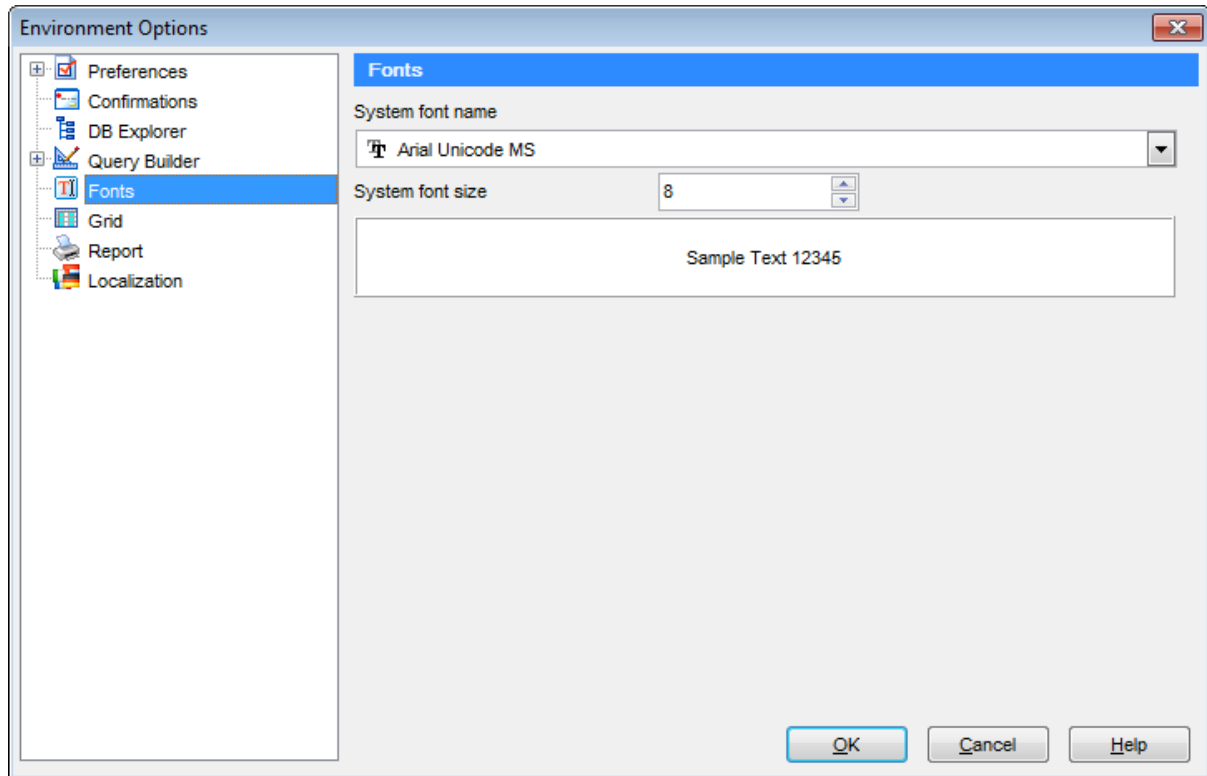 Environment Options
Preferences
Confirmations
DB Explorer
Query Builder
Fonts
Grid
Report
Localization
Fonts
System font name
Arial Unicode MS
System font size 8
Sample Text 12345
OK Cancel Help